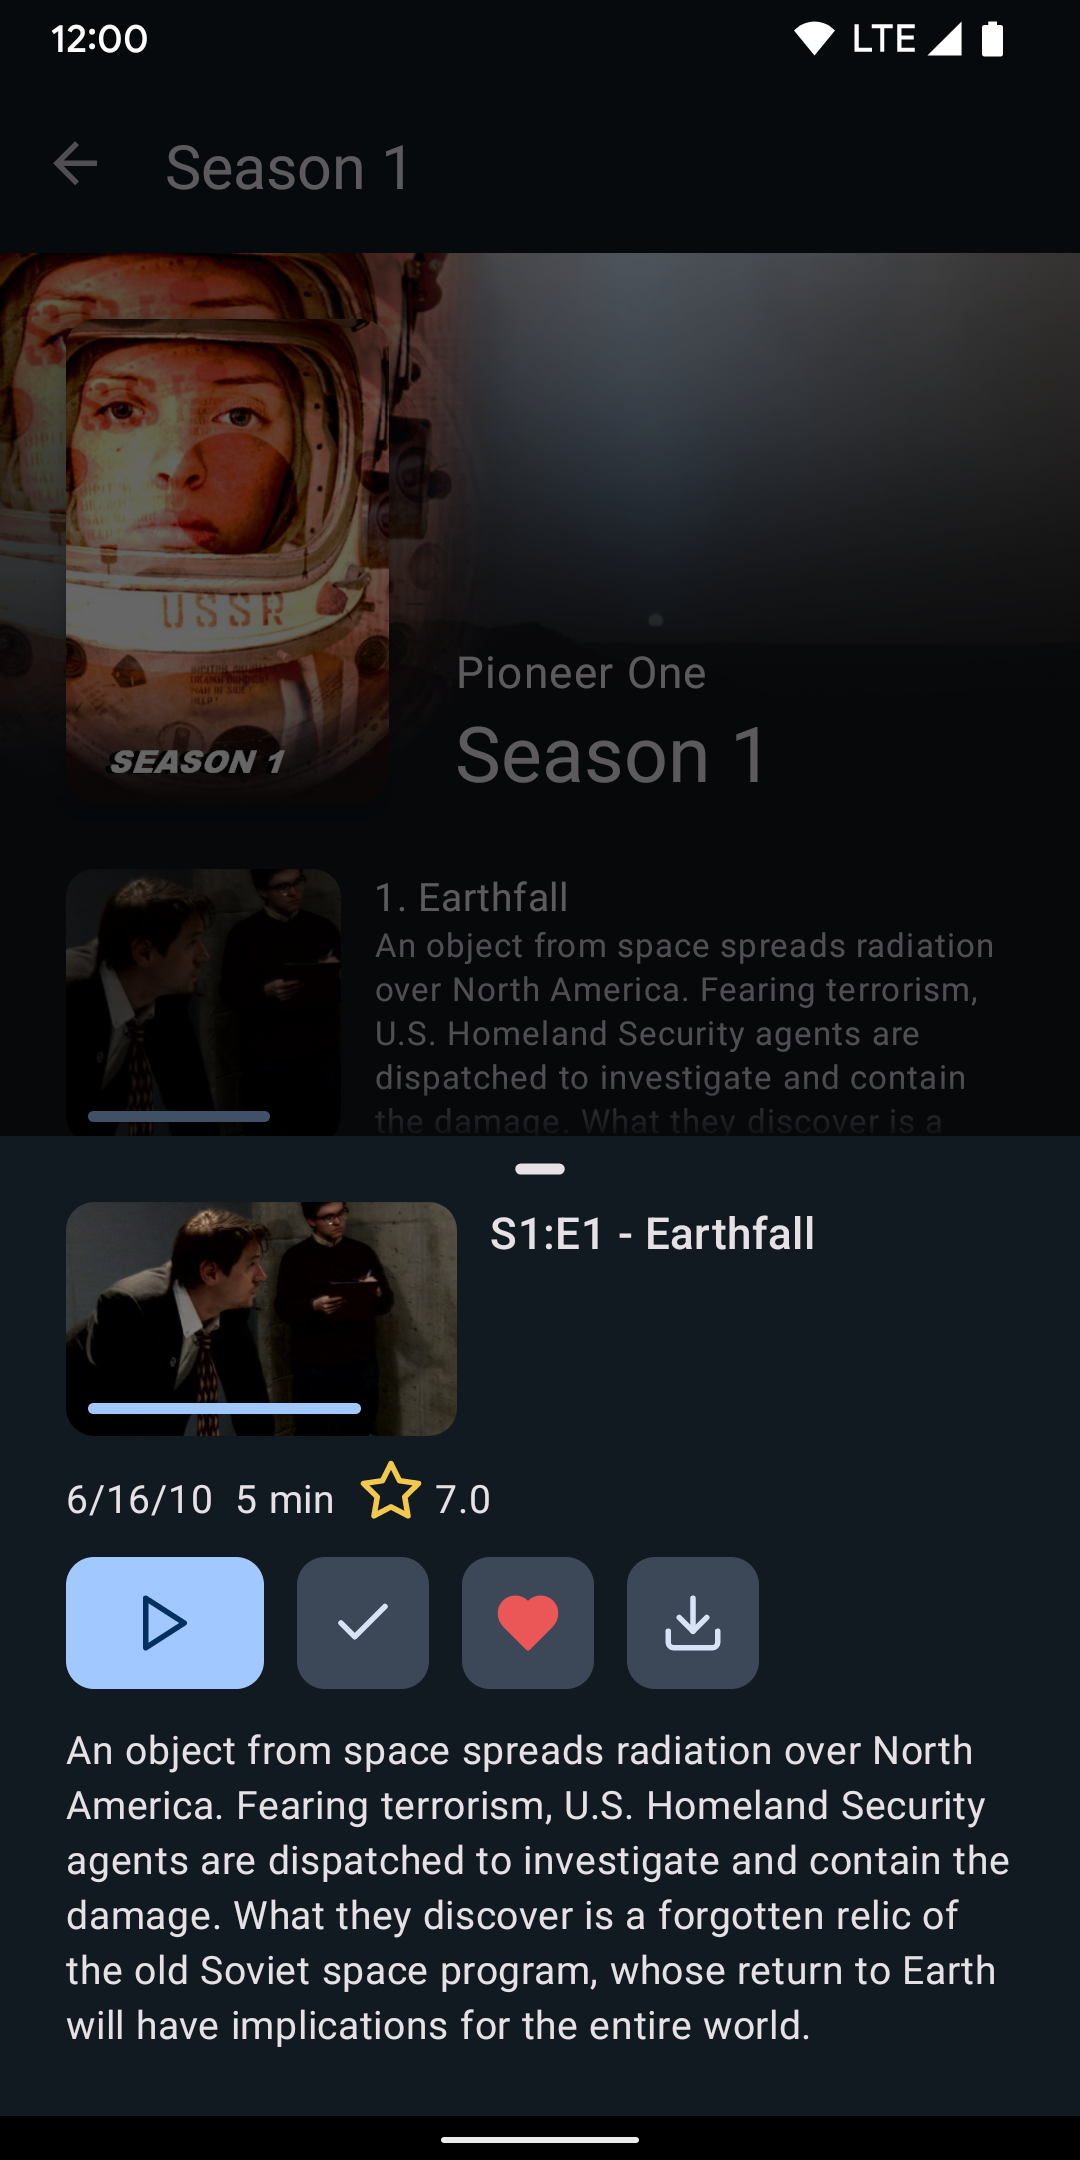 12:00
LTE
Season 1
USSR
SEASON 1
Pioneer One
Season 1
1. Earthfall
An object from space spreads radiation
over North America. Fearing terrorism,
U.S. Homeland Security agents are
dispatched to investigate and contain
the damage. What they discover is a
S1:E1 - Earthfall
6/16/10 5 min 7.0
An object from space spreads radiation over North
America. Fearing terrorism, U.S. Homeland Security
agents are dispatched to investigate and contain the
damage. What they discover is a forgotten relic of
the old Soviet space program, whose return to Earth
will have implications for the entire world.